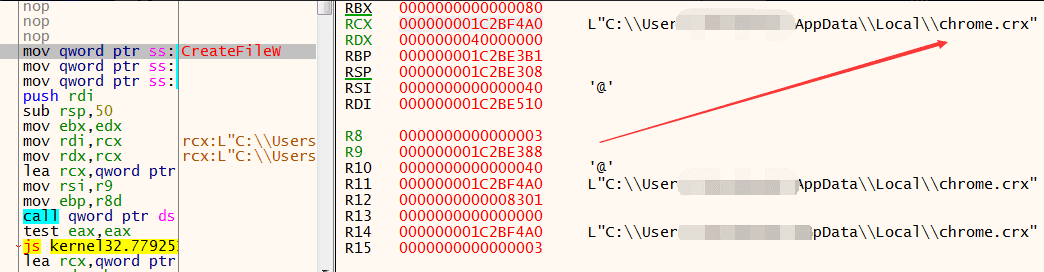 nop
nop
nop
mov qword ptr ss: CreateFileW
mov qword ptr ss:
mov qword ptr ss:
push rdi
sub rsp,50
mov ebx,edx
mov rdi,rcx rcx:L"C:\\Users
mov rdx,rcx rcx:L"C:\\Users
lea rcx,qword ptr
mov rsi,r9
mov ebp,r8d
call qword ptr ds
test eax,eax
js kernel32.779252
lea rcx,qword ptr
RBX 0000000000000080
RCX 000000001C2BF4A0 L"C:\\User AppData\\Local\\chrome.crx"
RDX 0000000040000000
RBP 000000001C2BE3B1
RSP 000000001C2BE308
RSI 0000000000000040 '@'
RDI 000000001C2BE510
R8 0000000000000003
R9 000000001C2BE388
R10 0000000000000040 '@'
R11 000000001C2BF4A0 L"C:\\User AppData\\Local\\chrome.crx"
R12 0000000000008301
R13 0000000000000000
R14 000000001C2BF4A0 L"C:\\User ppData\\Local\\chrome.crx"
R15 0000000000000003